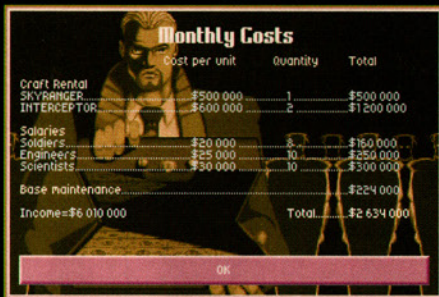 Monthly Costs
Cost per unit Quantity Total
Craft Rental
SKYRANGER $500 000 1 $500 000
INTERCEPTOR $600 000 2 $1 200 000
Salaries
Soldiers $20 000 8 $160 000
Engineers $25 000 10 $250 000
Scientists $30 000 10 $300 000
Base maintenance $224 000
Income=$6 010 000 Total $2 634 000
OK